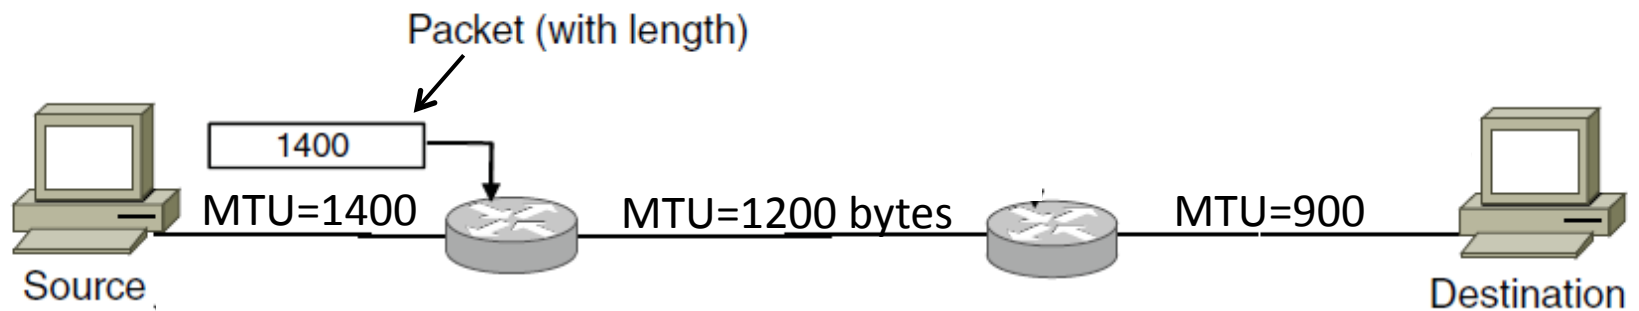 Packet (with length)
1400
MTU=1400
MTU=1200 bytes
MTU=900
Source
Destination